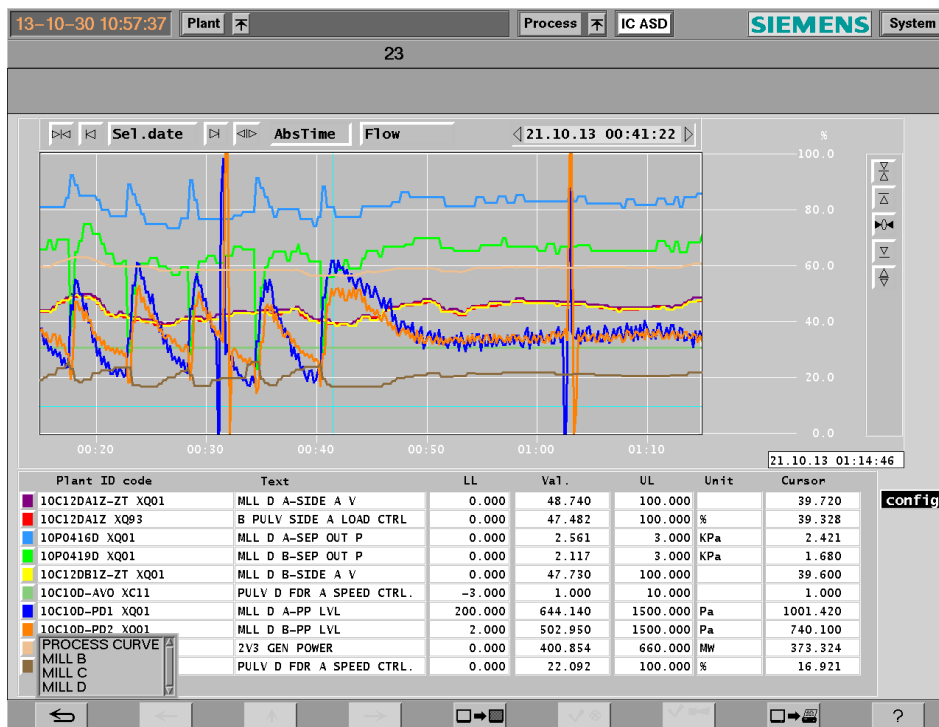 13-10-30 10:57:37 Plant Process IC ASD SIEMENS System
23
Sel.date AbsTime Flow 21.10.13 00:41:22 %
100.0
80.0
60.0
40.0
20.0
0.0
00:20 00:30 00:40 00:50 01:00 01:10
21.10.13 01:14:46
Plant ID code Text LL Val. UL Unit Cursor
10C12DA1Z-ZT XQ01 MLL D A-SIDE A V 0.000 48.740 100.000 39.720
config
10C12DA1Z XQ93 B PULV SIDE A LOAD CTRL 0.000 47.482 100.000 % 39.328
10P0416D XQ01 MLL D A-SEP OUT P 0.000 2.561 3.000 KPa 2.421
10P0419D XQ01 MLL D B-SEP OUT P 0.000 2.117 3.000 KPa 1.680
10C12DB1Z-ZT XQ01 MLL D B-SIDE A V 0.000 47.730 100.000 39.600
10C10D-AVO XC11 PULV D FDR A SPEED CTRL. -3.000 1.000 10.000 1.000
10C10D-PD1 XQ01 MLL D A-PP LVL 200.000 644.140 1500.000 Pa 1001.420
10C10D-PD2 XQ01 MLL D B-PP LVL 2.000 502.950 1500.000 Pa 740.100
PROCESS CURVE 2V3 GEN POWER 0.000 400.854 660.000 MW 373.324
MILL B
MILL C PULV D FDR A SPEED CTRL. 0.000 22.092 100.000 % 16.921
MILL D
?